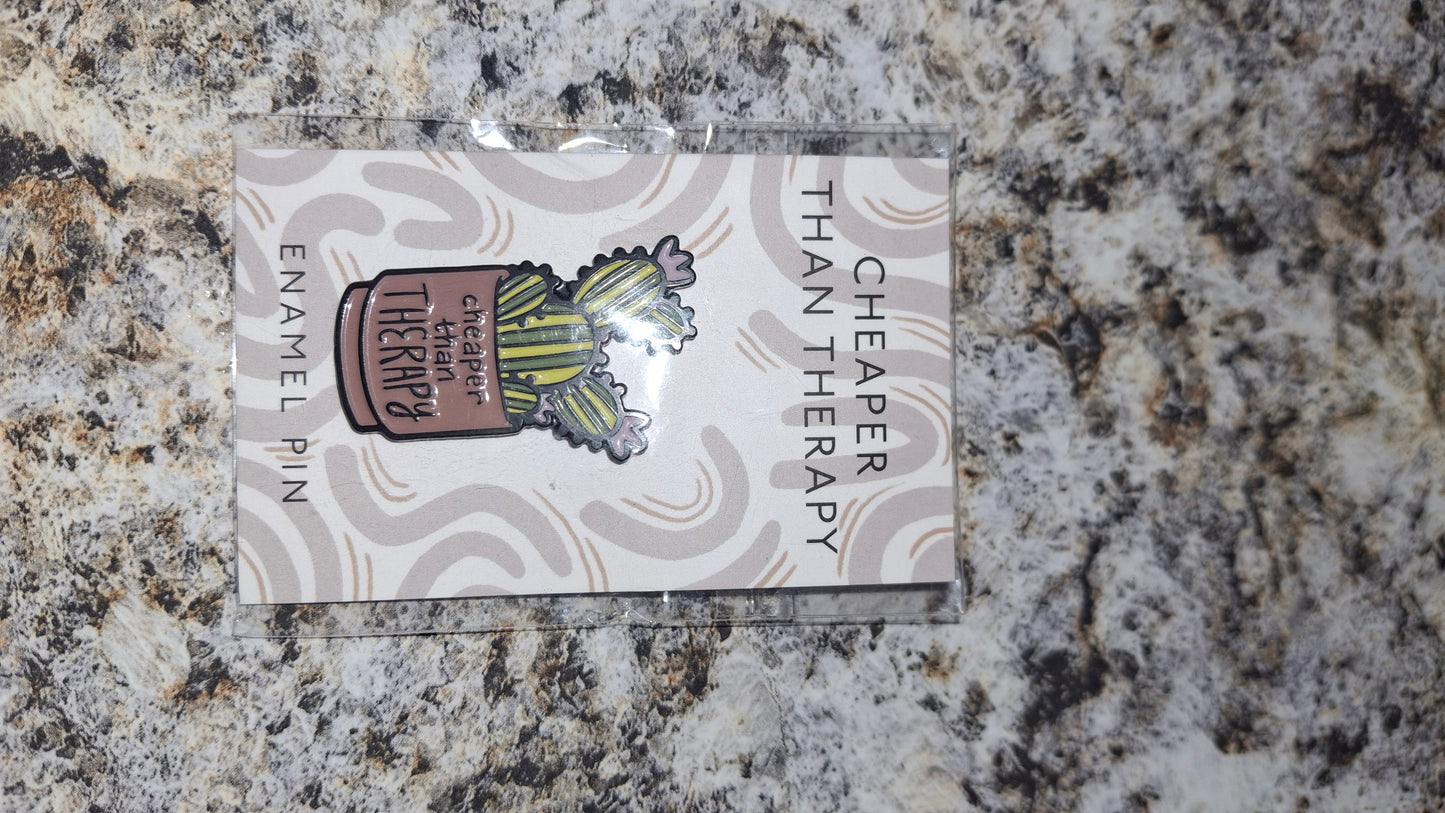 CHEAPER
THAN THERAPY
cheaper
than
THERAPY
ENAMEL PIN